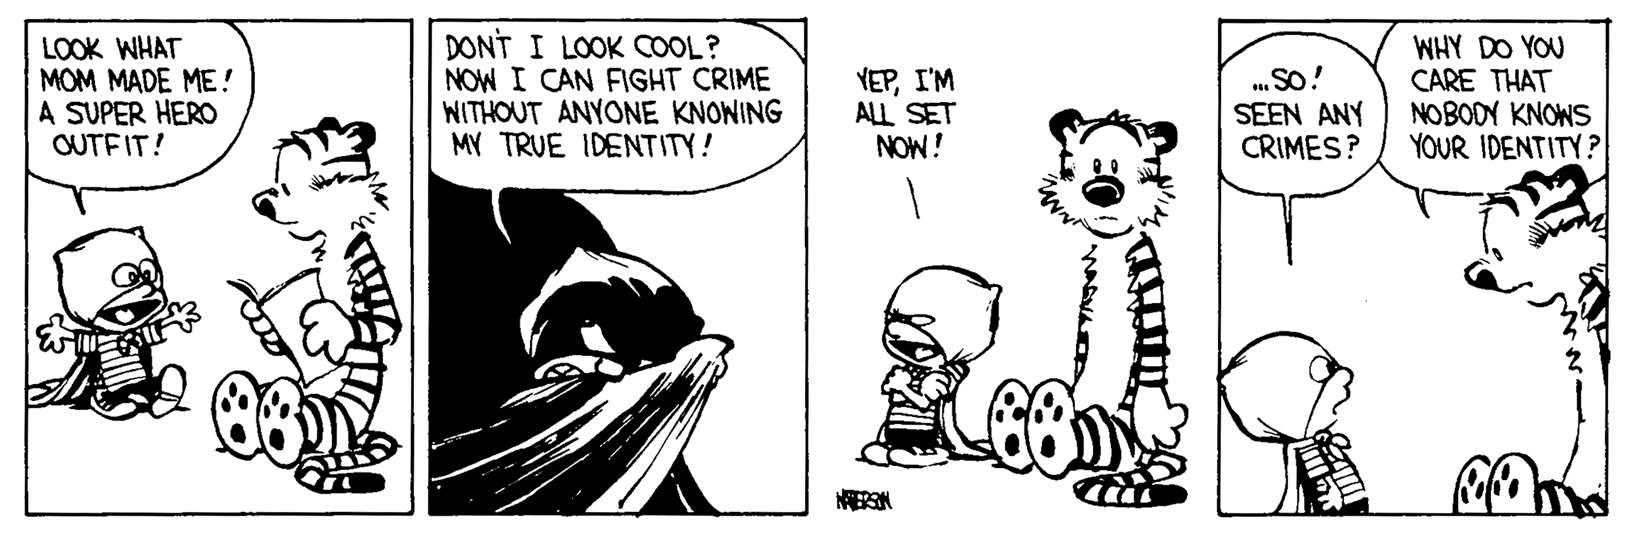 LOOK WHAT
MOM MADE ME!
A SUPER HERO
OUTFIT!
DON'T I LOOK COOL?
NOW I CAN FIGHT CRIME
WITHOUT ANYONE KNOWING
MY TRUE IDENTITY!
YEP, I'M
ALL SET
NOW!
WATTERSON
...SO!
SEEN ANY
CRIMES?
WHY DO YOU
CARE THAT
NOBODY KNOWS
YOUR IDENTITY?